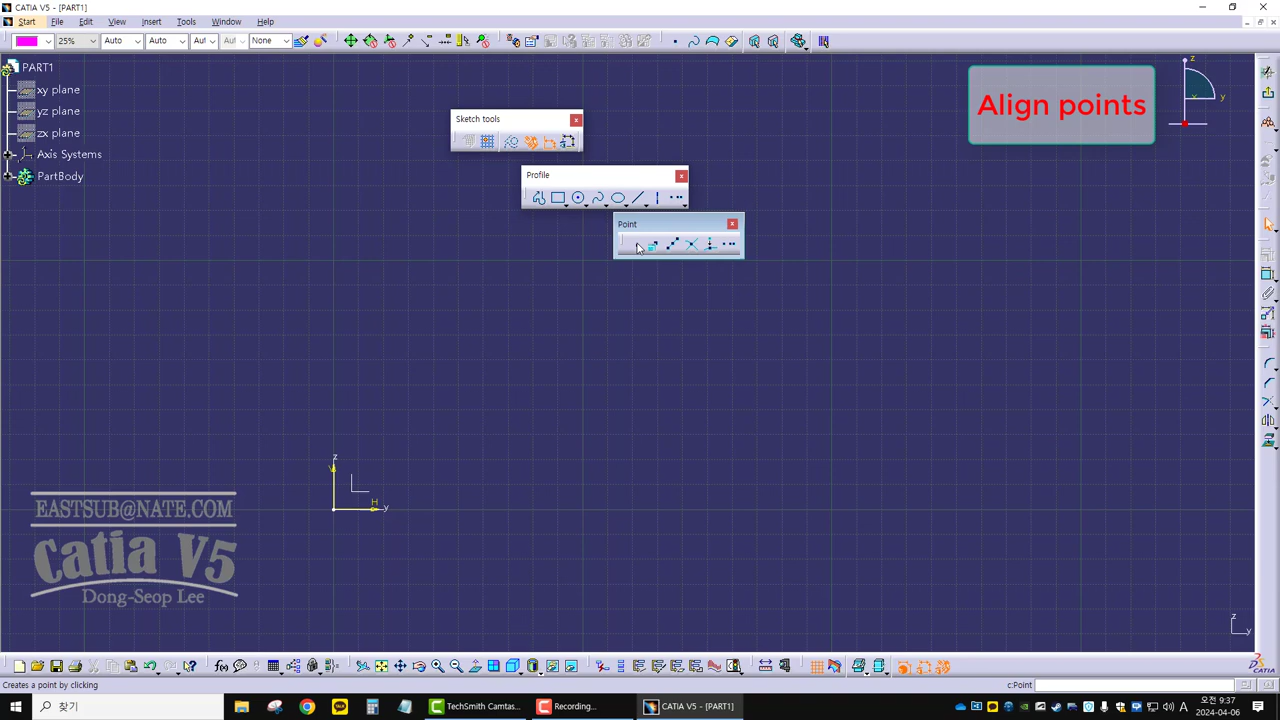 CATIA V5 - [PART1]
Start File Edit View Insert Tools Window Help
25% Auto Auto Aut Aut None
PART1
xy plane
yz plane
zx plane
Axis Systems
PartBody
Sketch tools
Profile
Point
Align points
z
y
x
z
V
H
y
EASTSUB@NATE.COM
Catia V5
Dong-Seop Lee
z
y
Creates a point by clicking
c:Point
찾기
TechSmith Camtas...
Recording...
CATIA V5 - [PART1]
오전 9:37
2024-04-06